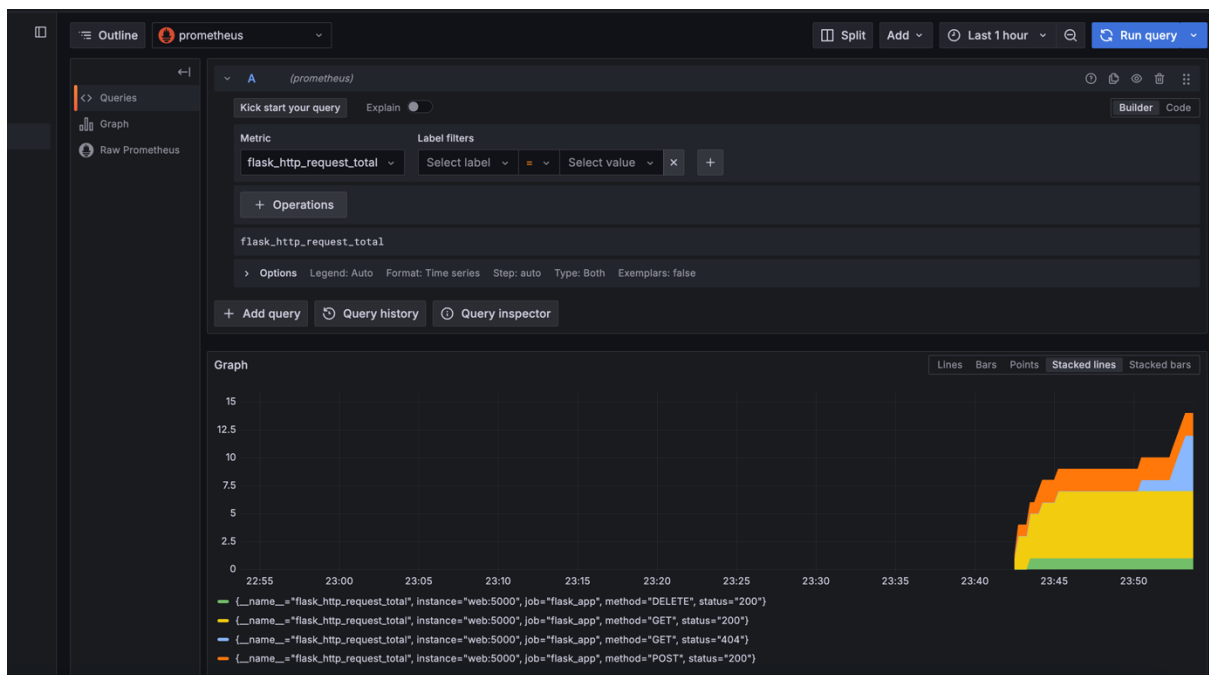 Outline prometheus Split Add Last 1 hour Run query
Queries
Graph
Raw Prometheus
A (prometheus)
Kick start your query Explain Builder Code
Metric Label filters
flask_http_request_total Select label = Select value × +
+ Operations
flask_http_request_total
Options Legend: Auto Format: Time series Step: auto Type: Both Exemplars: false
+ Add query Query history Query inspector
Graph Lines Bars Points Stacked lines Stacked bars
15
12.5
10
7.5
5
2.5
0
22:55 23:00 23:05 23:10 23:15 23:20 23:25 23:30 23:35 23:40 23:45 23:50
{__name__="flask_http_request_total", instance="web:5000", job="flask_app", method="DELETE", status="200"}
{__name__="flask_http_request_total", instance="web:5000", job="flask_app", method="GET", status="200"}
{__name__="flask_http_request_total", instance="web:5000", job="flask_app", method="GET", status="404"}
{__name__="flask_http_request_total", instance="web:5000", job="flask_app", method="POST", status="200"}